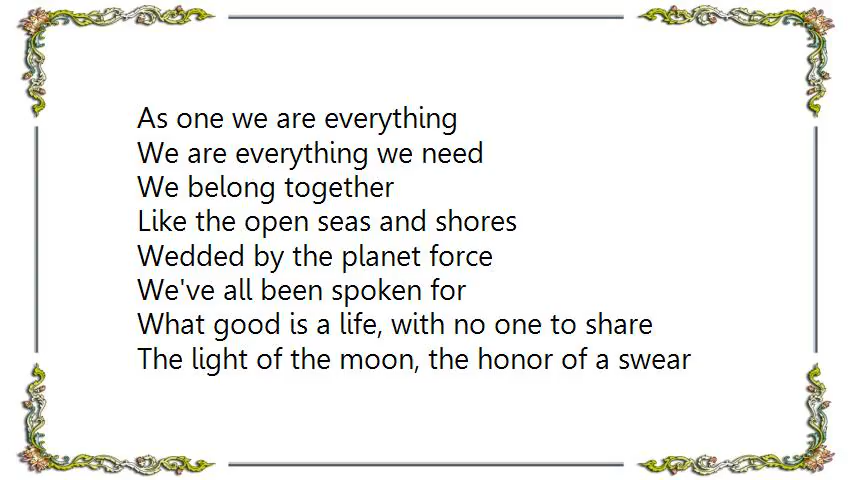 As one we are everything
We are everything we need
We belong together
Like the open seas and shores
Wedded by the planet force
We've all been spoken for
What good is a life, with no one to share
The light of the moon, the honor of a swear